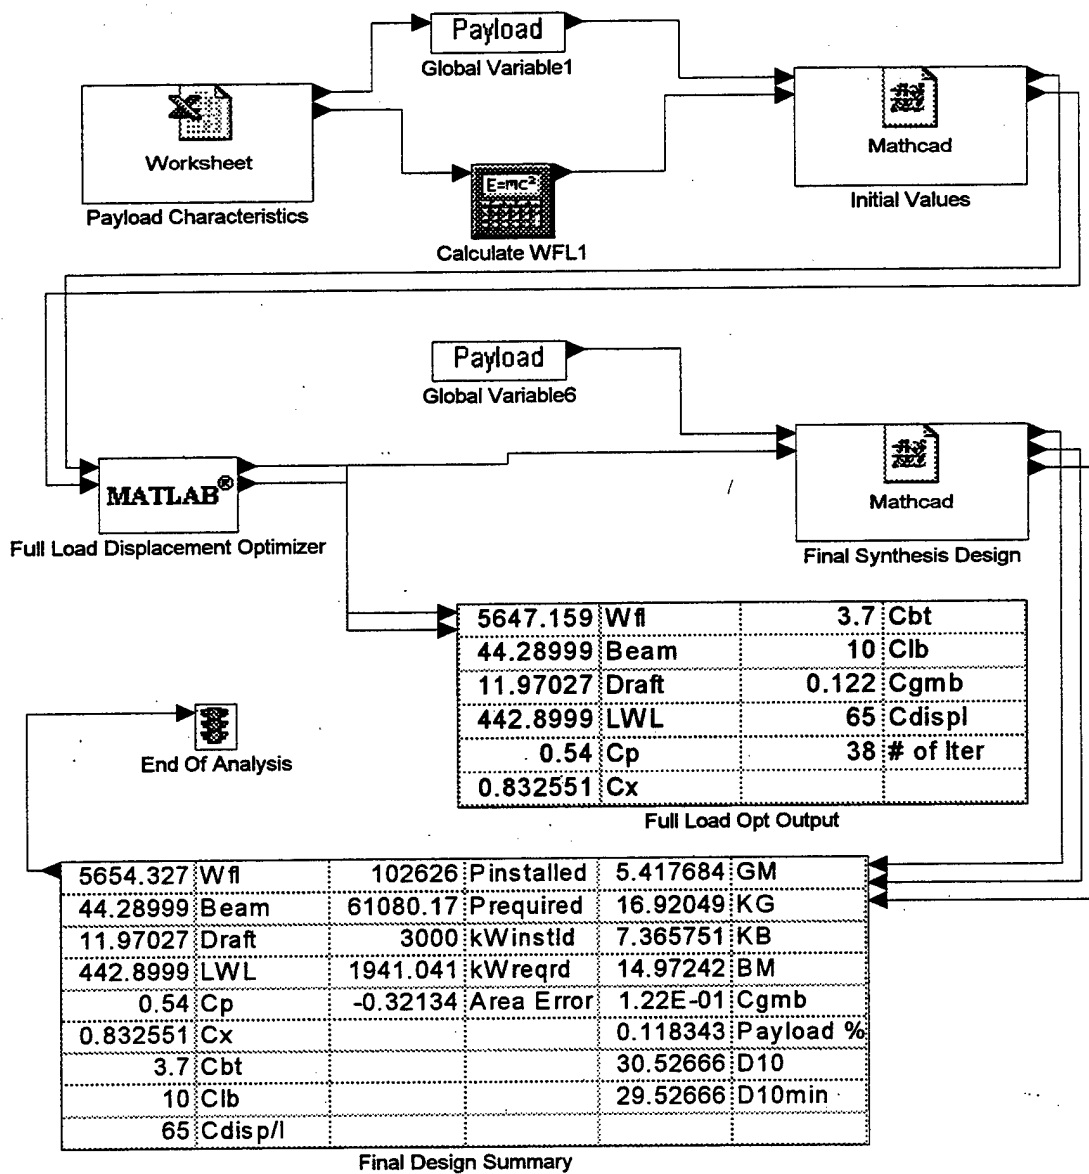 Payload
Global Variable1
Worksheet
Payload Characteristics
E=mc²
Calculate WFL1
Mathcad
Initial Values
Payload
Global Variable6
MATLAB®
Full Load Displacement Optimizer
Mathcad
Final Synthesis Design
5647.159 Wfl 3.7 Cbt
44.28999 Beam 10 Clb
11.97027 Draft 0.122 Cgmb
442.8999 LWL 65 Cdispl
0.54 Cp 38 # of Iter
0.832551 Cx
Full Load Opt Output
End Of Analysis
5654.327 Wfl 102626 Pinstalled 5.417684 GM
44.28999 Beam 61080.17 Prequired 16.92049 KG
11.97027 Draft 3000 kWinstld 7.365751 KB
442.8999 LWL 1941.041 kWreqrd 14.97242 BM
0.54 Cp -0.32134 Area Error 1.22E-01 Cgmb
0.832551 Cx 0.118343 Payload %
3.7 Cbt 30.52666 D10
10 Clb 29.52666 D10min
65 Cdisp/l
Final Design Summary